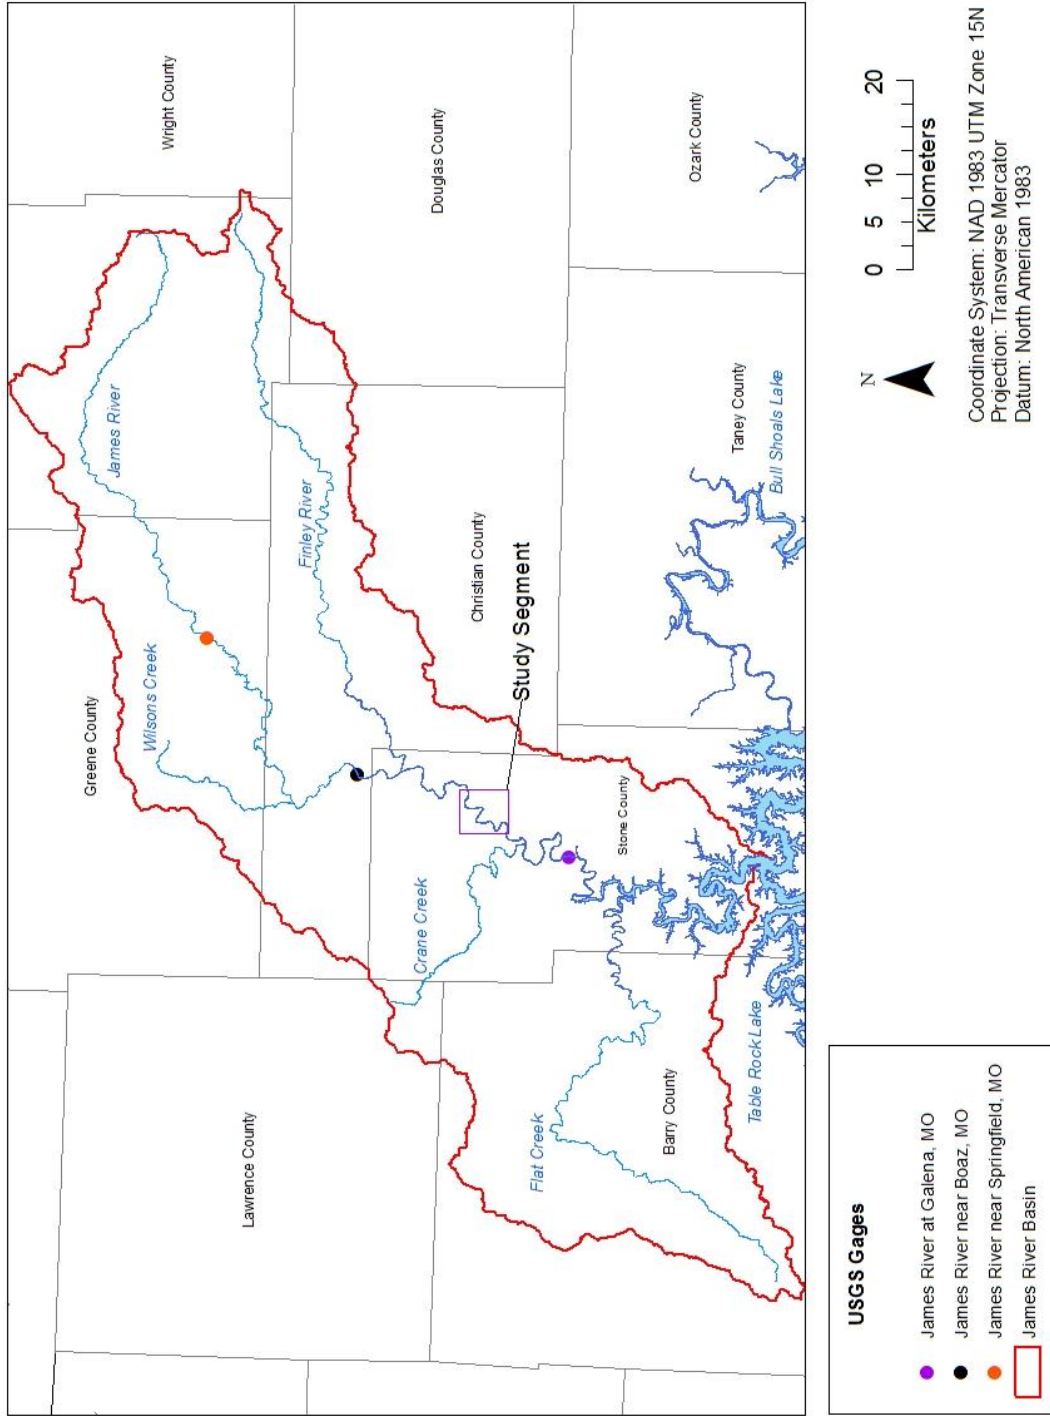 Wright County
Douglas County
Ozark County
James River
Finley River
Taney County
Bull Shoals Lake
Christian County
Study Segment
Wilsons Creek
Greene County
Stone County
Crane Creek
Table Rock Lake
Lawrence County
Flat Creek
Barry County
USGS Gages
James River at Galena, MO
James River near Boaz, MO
James River near Springfield, MO
James River Basin
N
0 5 10 20
Kilometers
Coordinate System: NAD 1983 UTM Zone 15N
Projection: Transverse Mercator
Datum: North American 1983